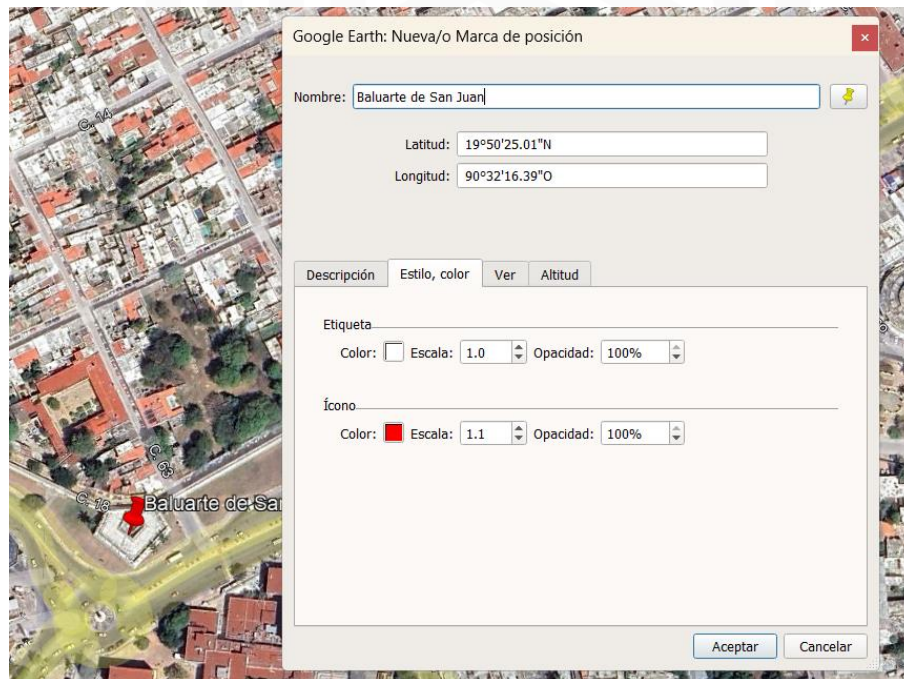 Google Earth: Nueva/o Marca de posición
Nombre: Baluarte de San Juan
Latitud: 19°50'25.01"N
Longitud: 90°32'16.39"O
Descripción Estilo, color Ver Altitud
Etiqueta
Color: Escala: 1.0 Opacidad: 100%
Ícono
Color: Escala: 1.1 Opacidad: 100%
Aceptar Cancelar
C. 14
C. 63
C. 18
Baluarte de Sa